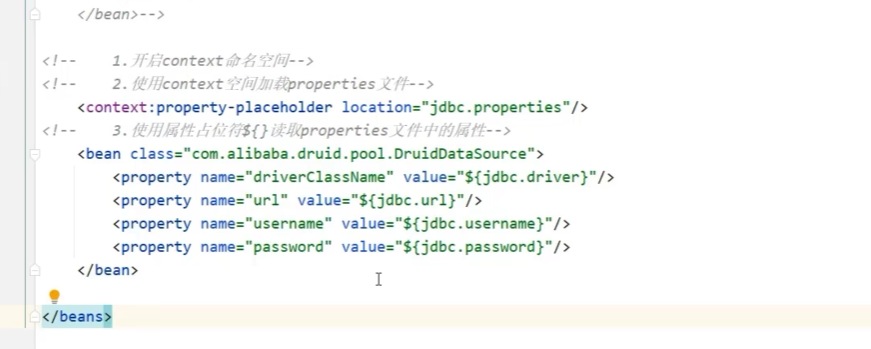 </bean>-->
<!--    1.开启context命名空间-->
<!--    2.使用context空间加载properties文件-->
<context:property-placeholder location="jdbc.properties"/>
<!--    3.使用属性占位符${}读取properties文件中的属性-->
<bean class="com.alibaba.druid.pool.DruidDataSource">
<property name="driverClassName" value="${jdbc.driver}"/>
<property name="url" value="${jdbc.url}"/>
<property name="username" value="${jdbc.username}"/>
<property name="password" value="${jdbc.password}"/>
</bean>
</beans>